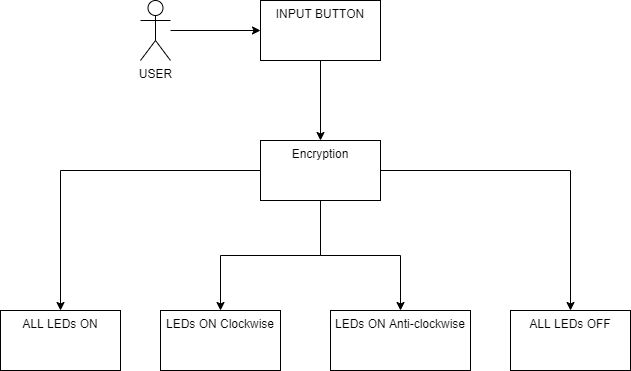 INPUT BUTTON
USER
Encryption
ALL LEDs ON
LEDs ON Clockwise
LEDs ON Anti-clockwise
ALL LEDs OFF